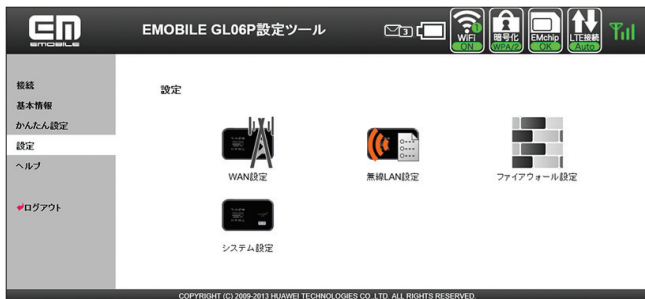 EM
EMOBILE
EMOBILE GL06P設定ツール
3
WiFi
1
ON
暗号化
WPA/2
EMchip
OK
LTE接続
Auto
接続
基本情報
かんたん設定
設定
ヘルプ
ログアウト
設定
WAN設定
無線LAN設定
ファイアウォール設定
システム設定
COPYRIGHT (C) 2009-2013 HUAWEI TECHNOLOGIES CO.,LTD. ALL RIGHTS RESERVED.